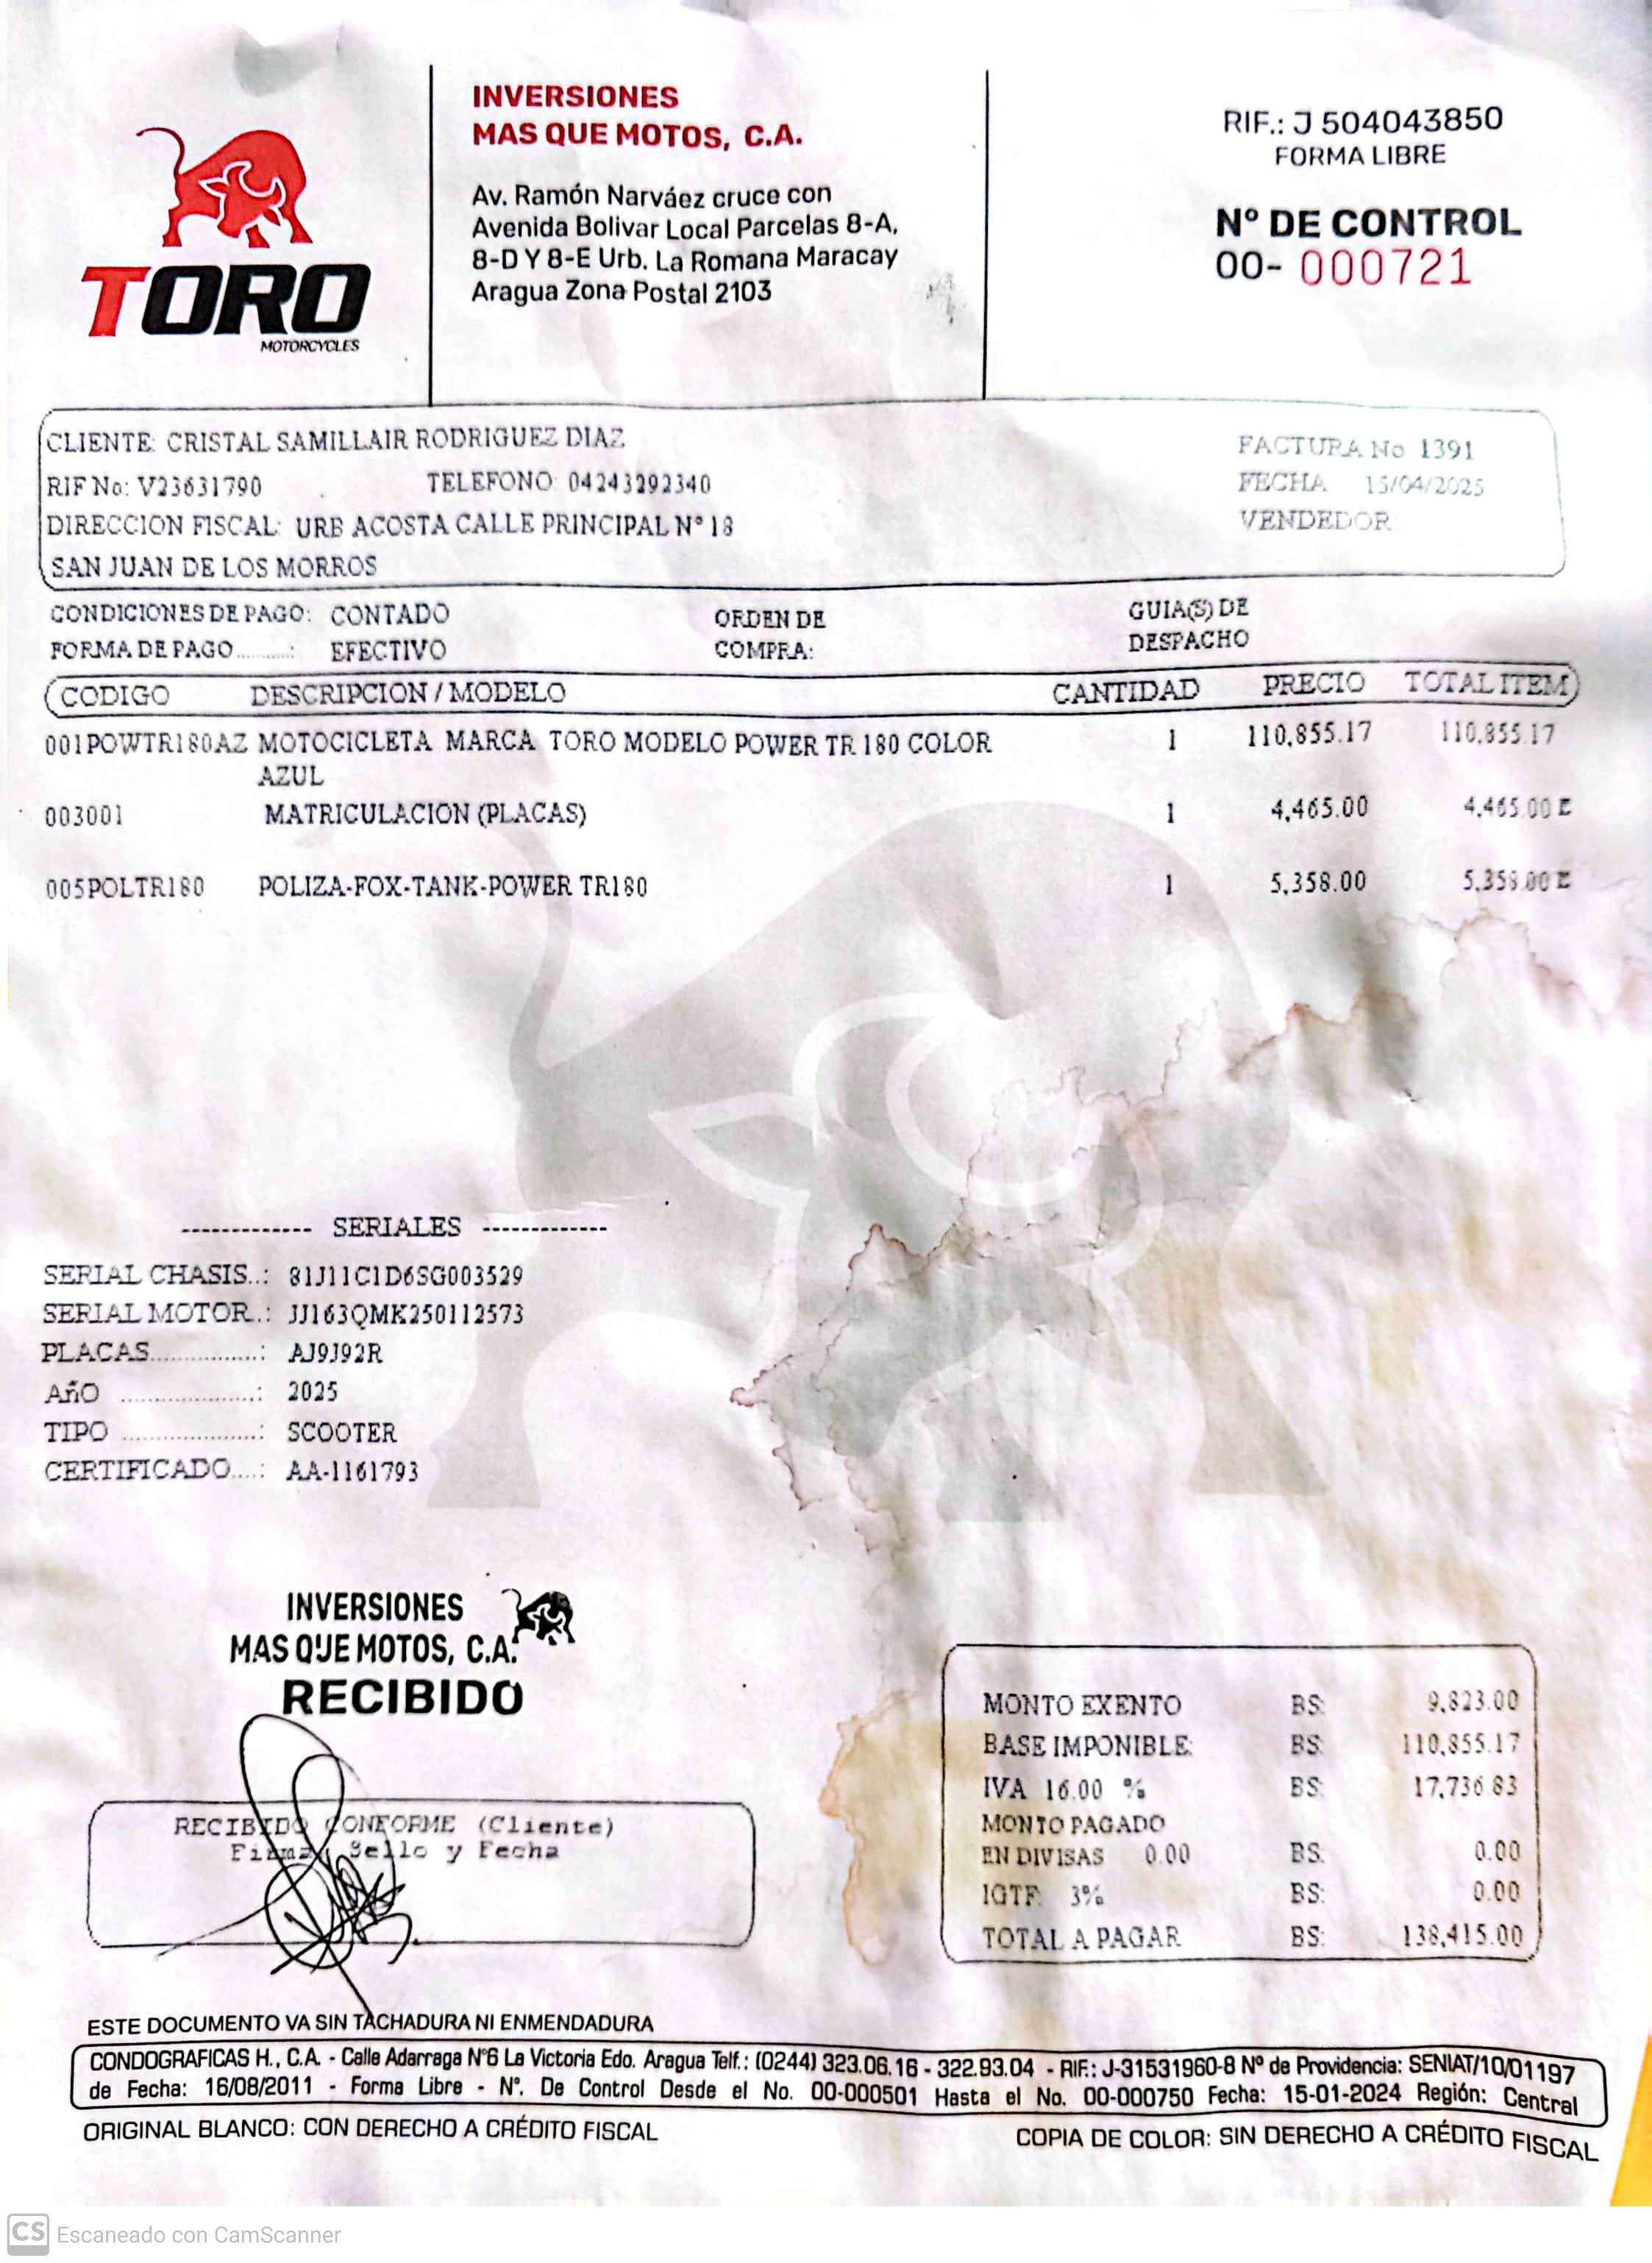 TORO
MOTORCYCLES
INVERSIONES
MAS QUE MOTOS, C.A.
Av. Ramón Narváez cruce con
Avenida Bolivar Local Parcelas 8-A,
8-D Y 8-E Urb. La Romana Maracay
Aragua Zona Postal 2103
RIF.: J 504043850
FORMA LIBRE
Nº DE CONTROL
00- 000721
CLIENTE: CRISTAL SAMILLAIR RODRIGUEZ DIAZ
RIF No: V23631790 TELEFONO: 04243292340
DIRECCION FISCAL: URB ACOSTA CALLE PRINCIPAL Nº 18
SAN JUAN DE LOS MORROS
FACTURA No 1391
FECHA 15/04/2025
VENDEDOR
CONDICIONES DE PAGO: CONTADO ORDEN DE GUIA(S) DE
FORMA DE PAGO..........: EFECTIVO COMPRA: DESPACHO
CODIGO DESCRIPCION / MODELO CANTIDAD PRECIO TOTAL ITEM
001POWTR180AZ MOTOCICLETA MARCA TORO MODELO POWER TR 180 COLOR 1 110,855.17 110,855.17
AZUL
003001 MATRICULACION (PLACAS) 1 4,465.00 4,465.00 E
005POLTR180 POLIZA-FOX-TANK-POWER TR180 1 5,358.00 5,358.00 E
------------- SERIALES -------------
SERIAL CHASIS..: 81J11C1D6SG003529
SERIAL MOTOR..: JJ163QMK250112573
PLACAS................: AJ9J92R
AñO ....................: 2025
TIPO ....................: SCOOTER
CERTIFICADO....: AA-1161793
INVERSIONES
MAS QUE MOTOS, C.A.
RECIBIDO
RECIBIDO CONFORME (Cliente)
Firma, Sello y Fecha
MONTO EXENTO BS: 9,823.00
BASE IMPONIBLE: BS: 110,855.17
IVA 16.00 % BS: 17,736.83
MONTO PAGADO
EN DIVISAS 0.00 BS. 0.00
IGTF: 3% BS: 0.00
TOTAL A PAGAR BS: 138,415.00
ESTE DOCUMENTO VA SIN TACHADURA NI ENMENDADURA
CONDOGRAFICAS H., C.A. - Calle Adarraga Nº6 La Victoria Edo. Aragua Telf.: (0244) 323.06.16 - 322.93.04 - RIF.: J-31531960-8 Nº de Providencia: SENIAT/10/01197
de Fecha: 16/08/2011 - Forma Libre - Nº. De Control Desde el No. 00-000501 Hasta el No. 00-000750 Fecha: 15-01-2024 Región: Central
ORIGINAL BLANCO: CON DERECHO A CRÉDITO FISCAL
COPIA DE COLOR: SIN DERECHO A CRÉDITO FISCAL
CS Escaneado con CamScanner